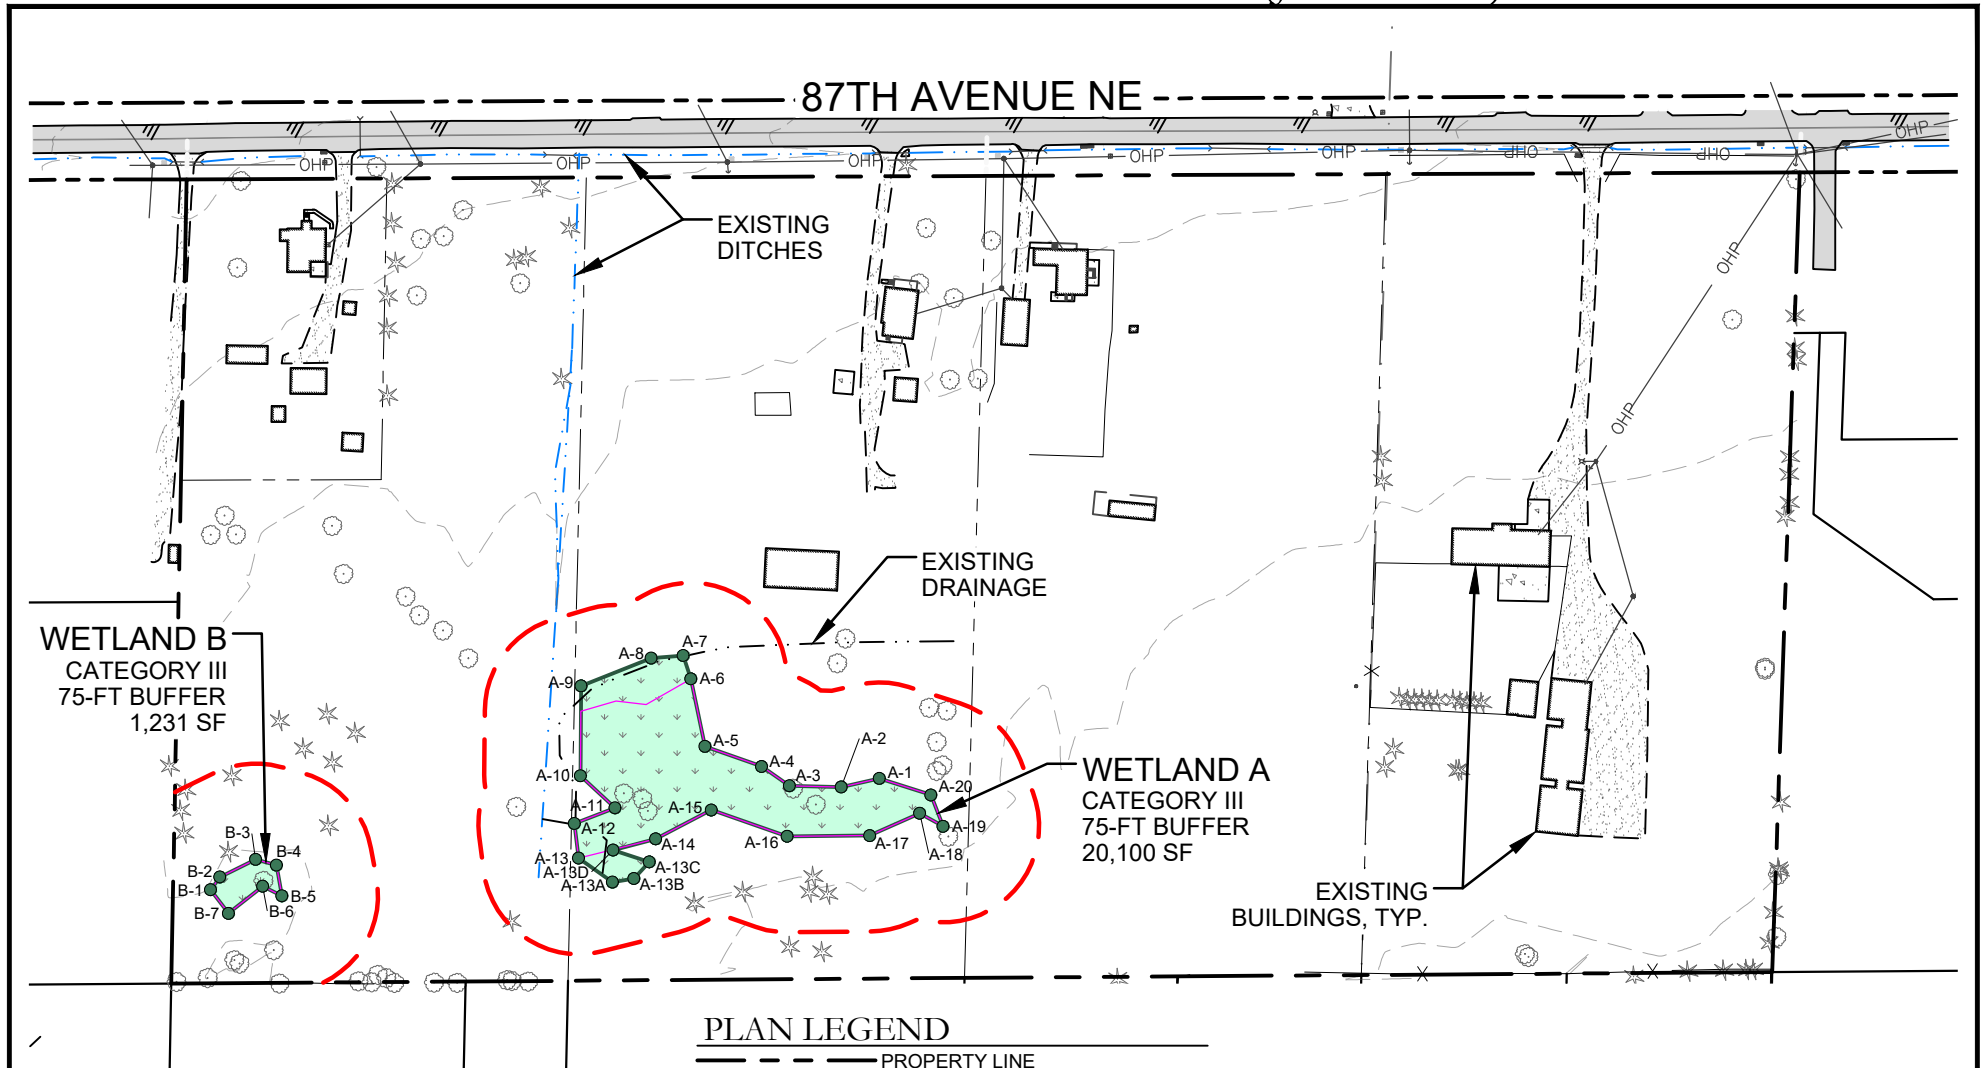 87TH AVENUE NE
OHP
OHP
OHP
OHP
OHP
OHP
OHP
OHP
EXISTING
DITCHES
OHP
OHP
EXISTING
DRAINAGE
WETLAND B
CATEGORY III
75-FT BUFFER
1,231 SF
A-7
A-8
A-6
A-9
A-5
A-2
A-4
A-3
A-1
A-10
A-20
A-11
A-15
A-12
A-19
A-16
A-17
A-14
A-18
A-13
A-13D
A-13C
A-13A
A-13B
WETLAND A
CATEGORY III
75-FT BUFFER
20,100 SF
B-3
B-4
B-2
B-1
B-5
B-7
B-6
EXISTING
BUILDINGS, TYP.
PLAN LEGEND
PROPERTY LINE